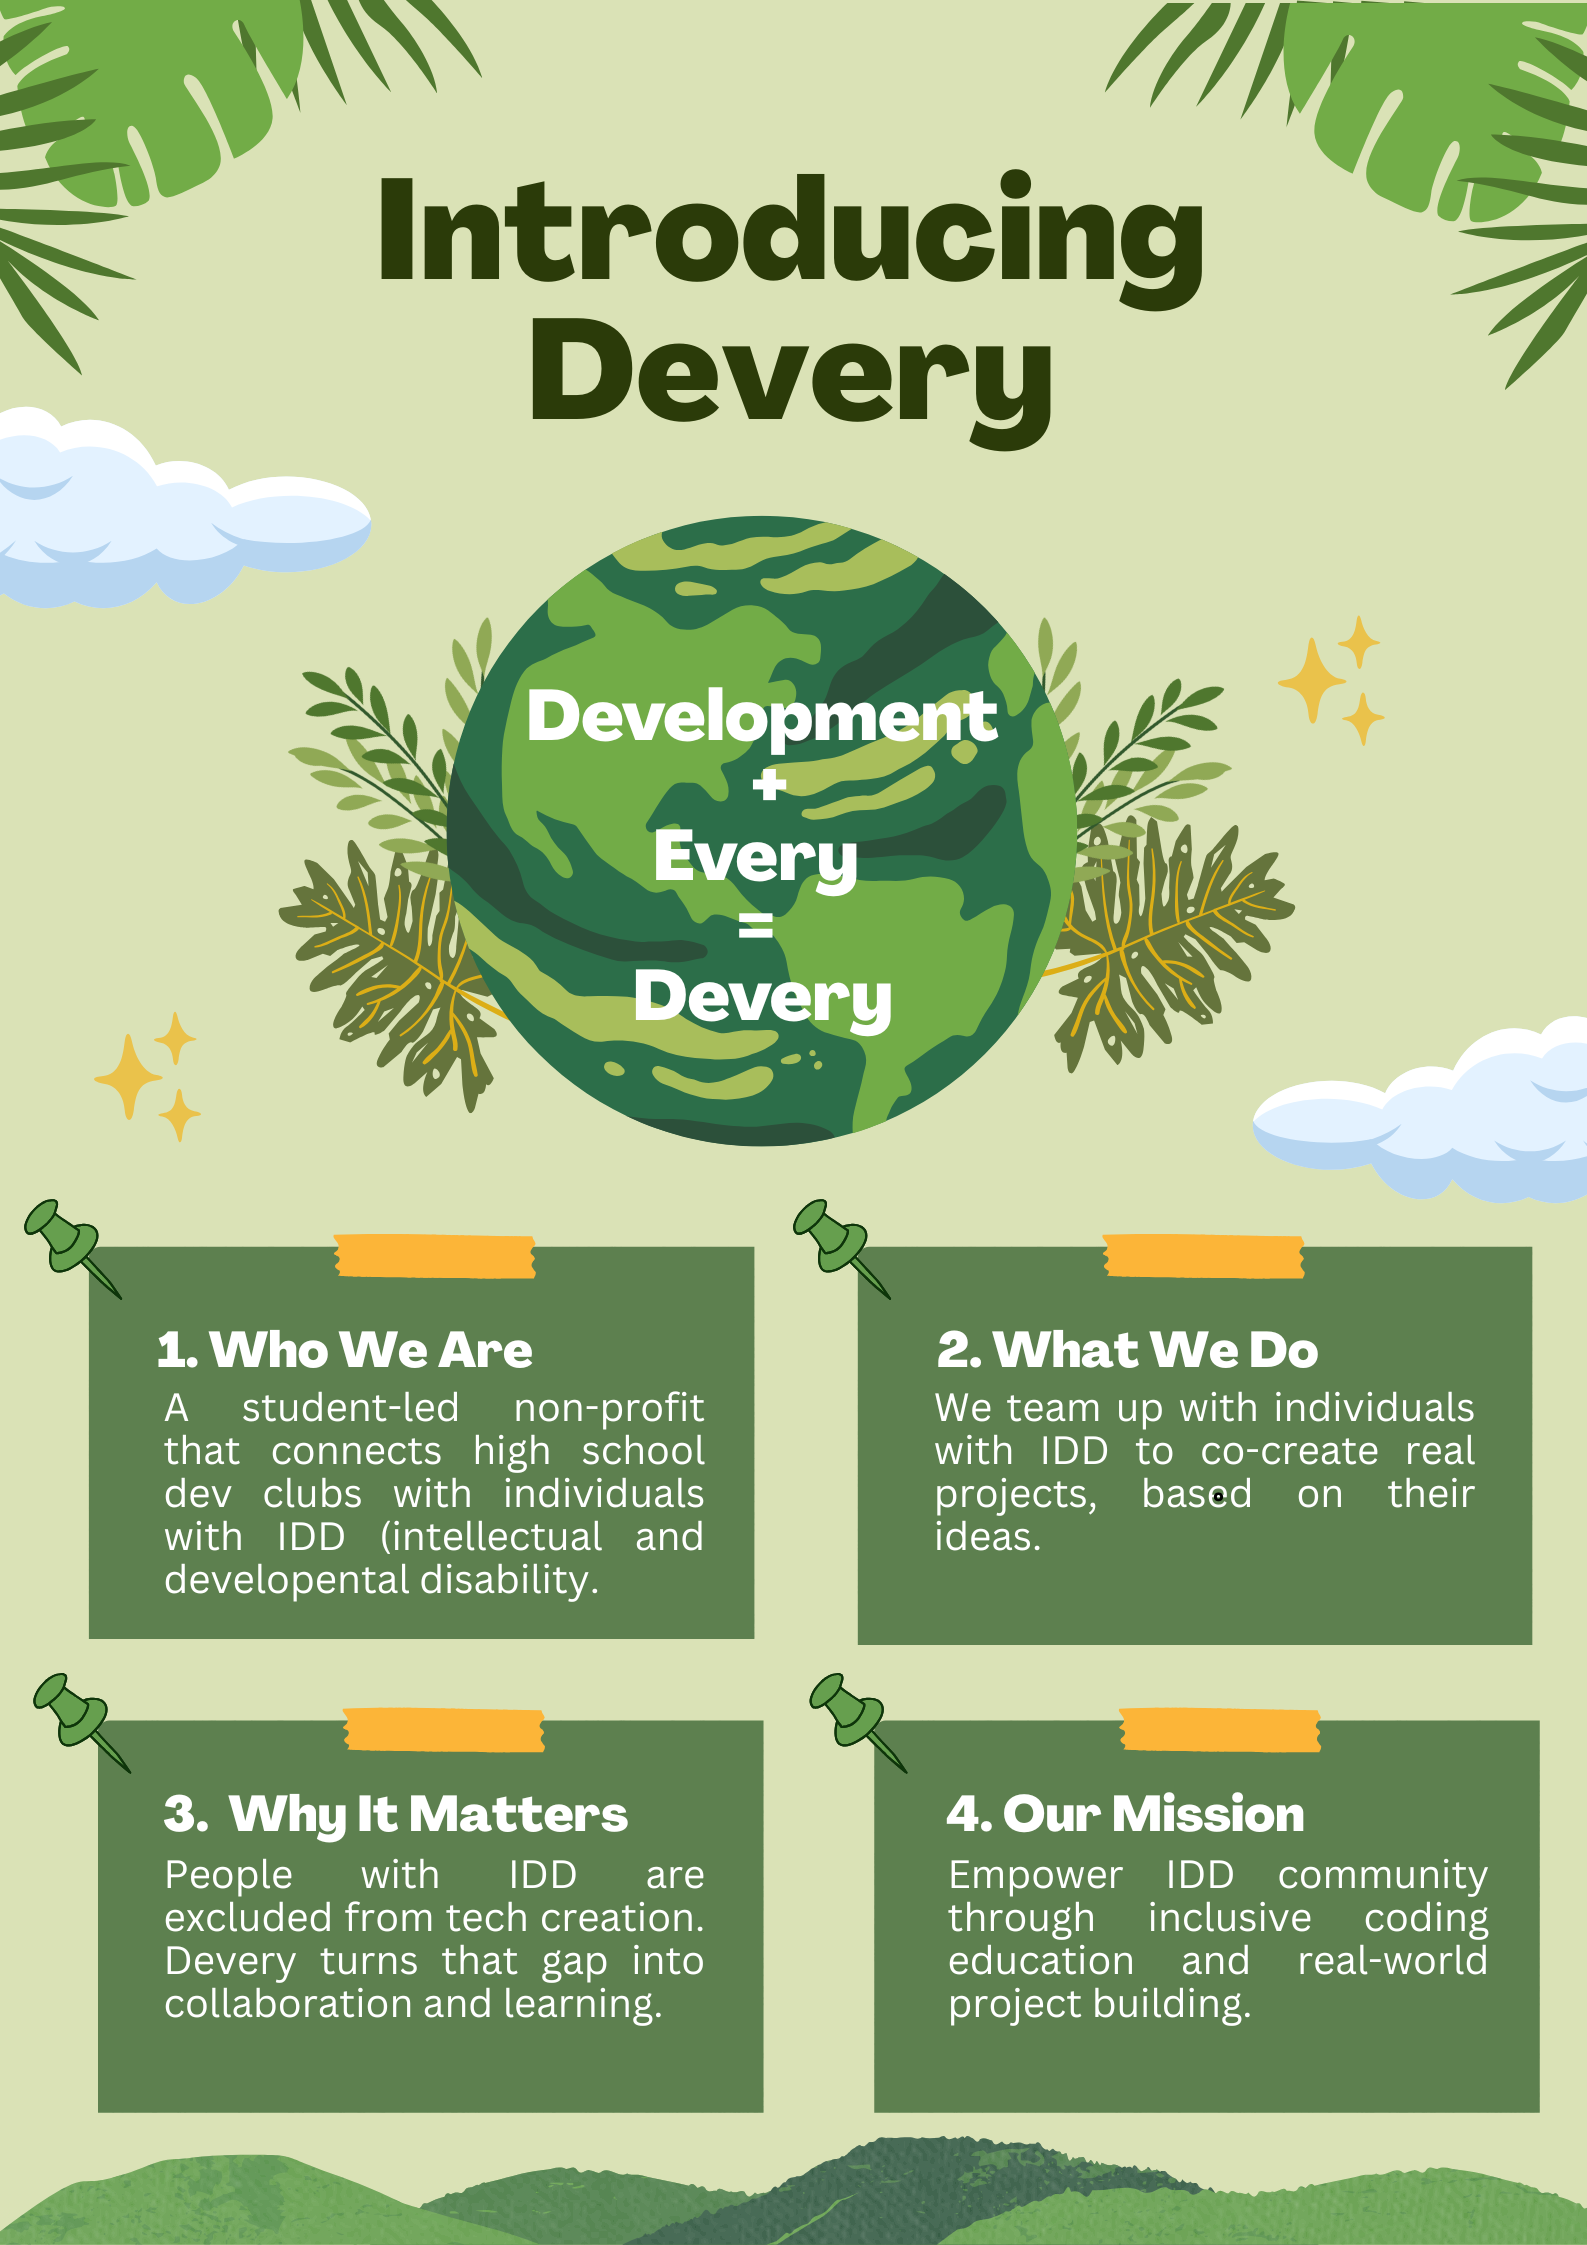 Introducing
Devery
Development
+
Every
=
Devery
1. Who We Are
A student-led non-profit
that connects high school
dev clubs with individuals
with IDD (intellectual and
developental disability.
2. What We Do
We team up with individuals
with IDD to co-create real
projects, based on their
ideas.
3. Why It Matters
People with IDD are
excluded from tech creation.
Devery turns that gap into
collaboration and learning.
4. Our Mission
Empower IDD community
through inclusive coding
education and real-world
project building.